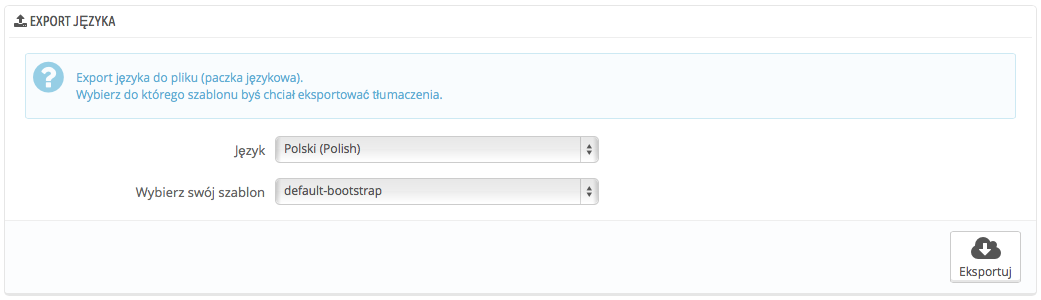 EXPORT JĘZYKA
Export języka do pliku (paczka językowa).
Wybierz do którego szablonu byś chciał eksportować tłumaczenia.
Język Polski (Polish)
Wybierz swój szablon default-bootstrap
Eksportuj